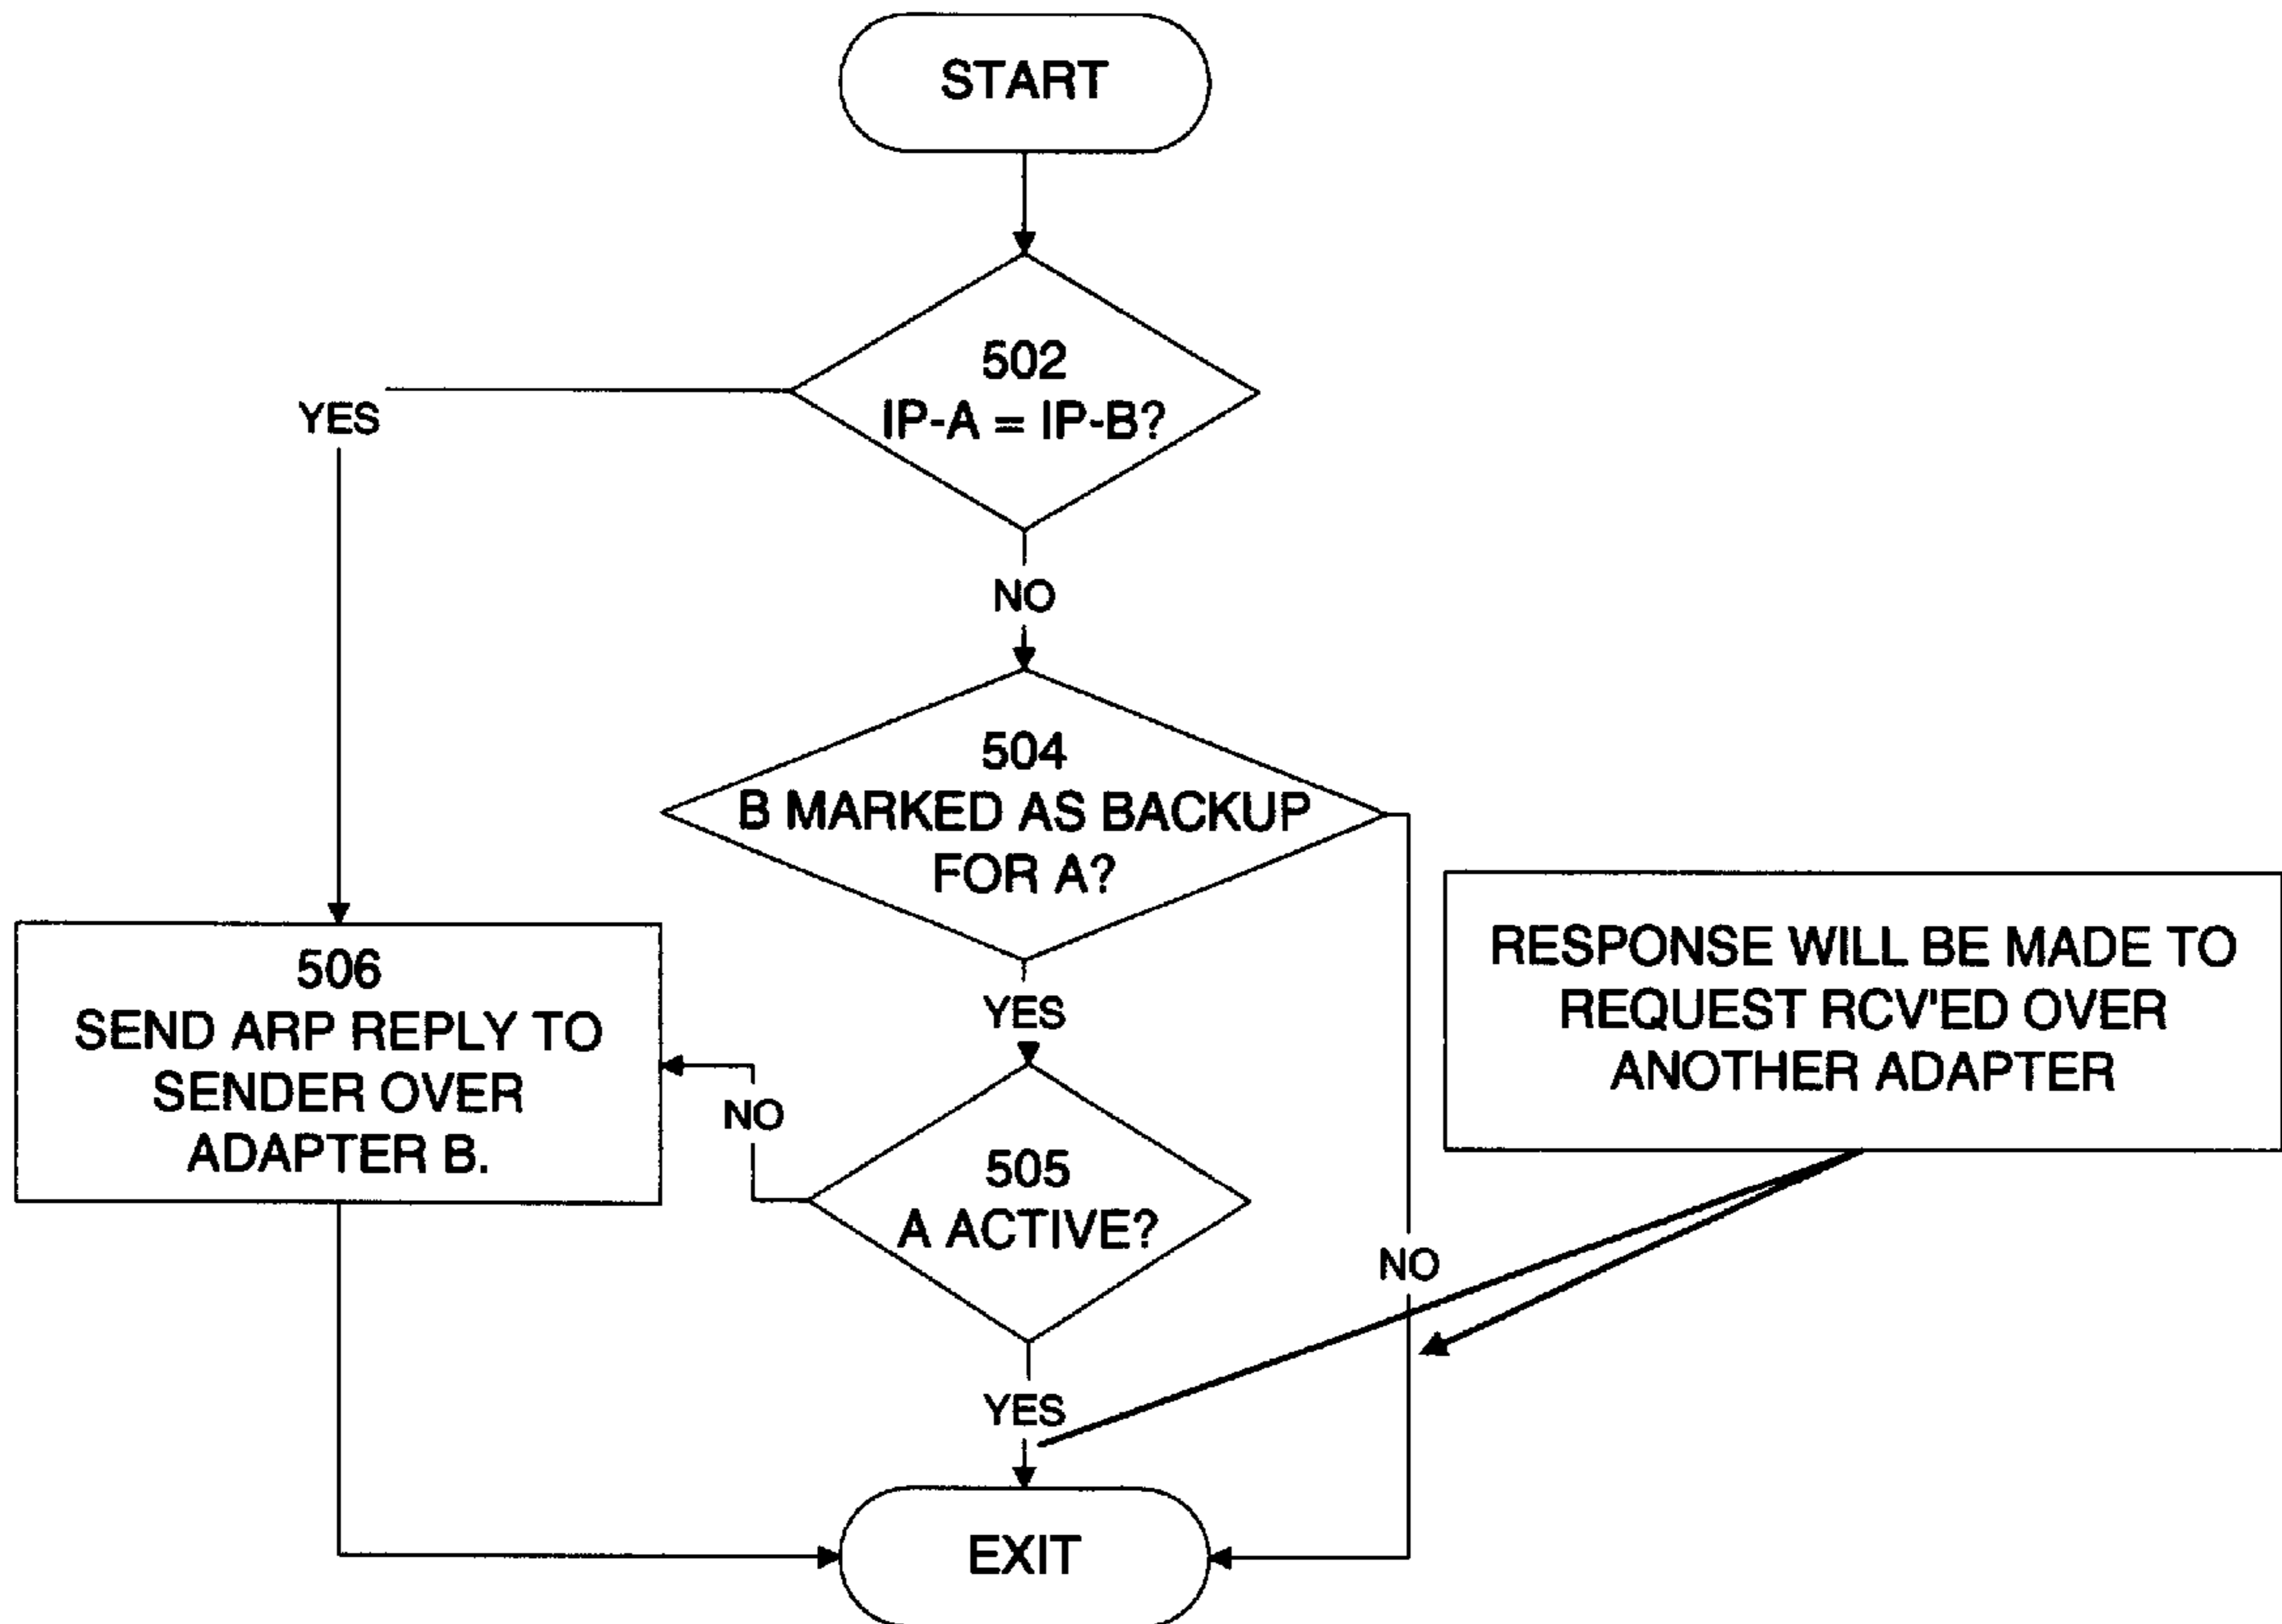 START
502
IP-A = IP-B?
YES
NO
504
B MARKED AS BACKUP
FOR A?
506
SEND ARP REPLY TO
SENDER OVER
ADAPTER B.
RESPONSE WILL BE MADE TO
REQUEST RCV'ED OVER
ANOTHER ADAPTER
YES
NO
505
A ACTIVE?
NO
YES
EXIT